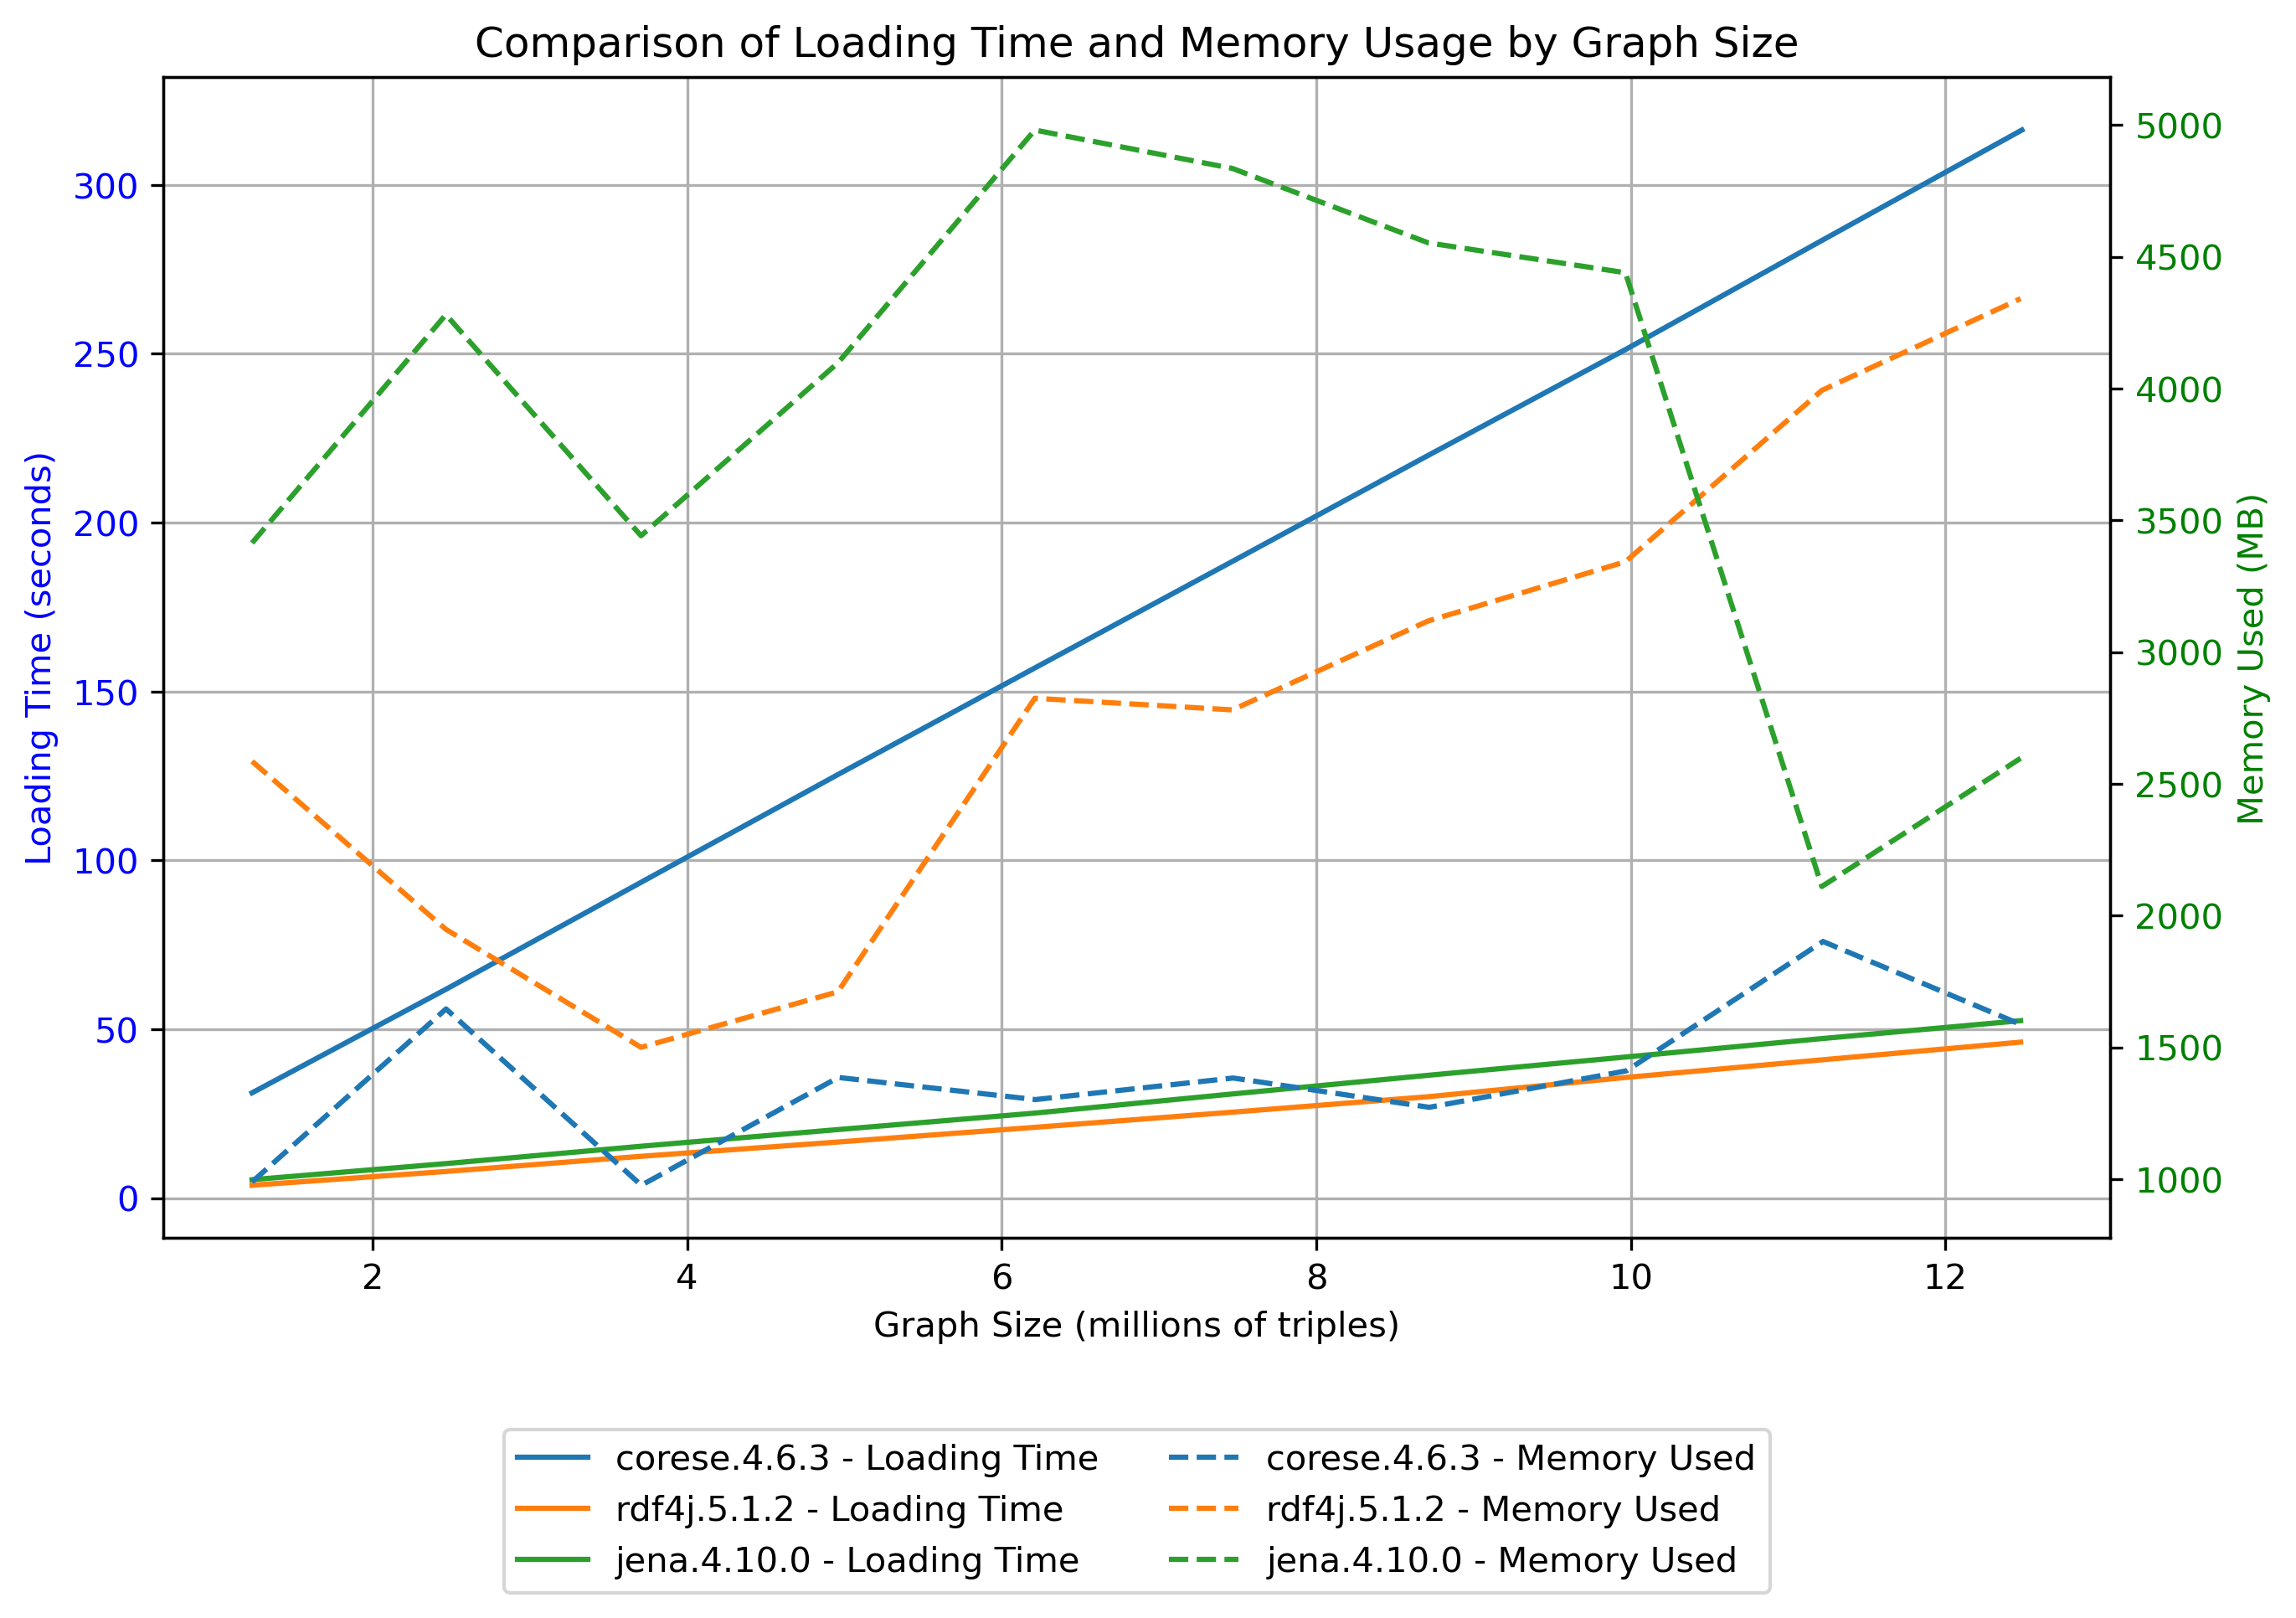 Comparison of Loading Time and Memory Usage by Graph Size
Loading Time (seconds)
300
250
200
150
100
50
0
5000
4500
4000
3500
3000
2500
2000
1500
1000
Memory Used (MB)
2 4 6 8 10 12
Graph Size (millions of triples)
corese.4.6.3 - Loading Time
rdf4j.5.1.2 - Loading Time
jena.4.10.0 - Loading Time
corese.4.6.3 - Memory Used
rdf4j.5.1.2 - Memory Used
jena.4.10.0 - Memory Used